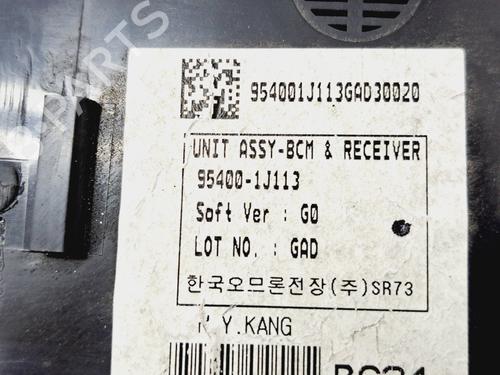 954001J113GAD30020
UNIT ASSY-BCM & RECEIVER
95400-1J113
Soft Ver : G0
LOT NO. : GAD
한국오므론전장(주)SR73
Y.KANG
PARTS